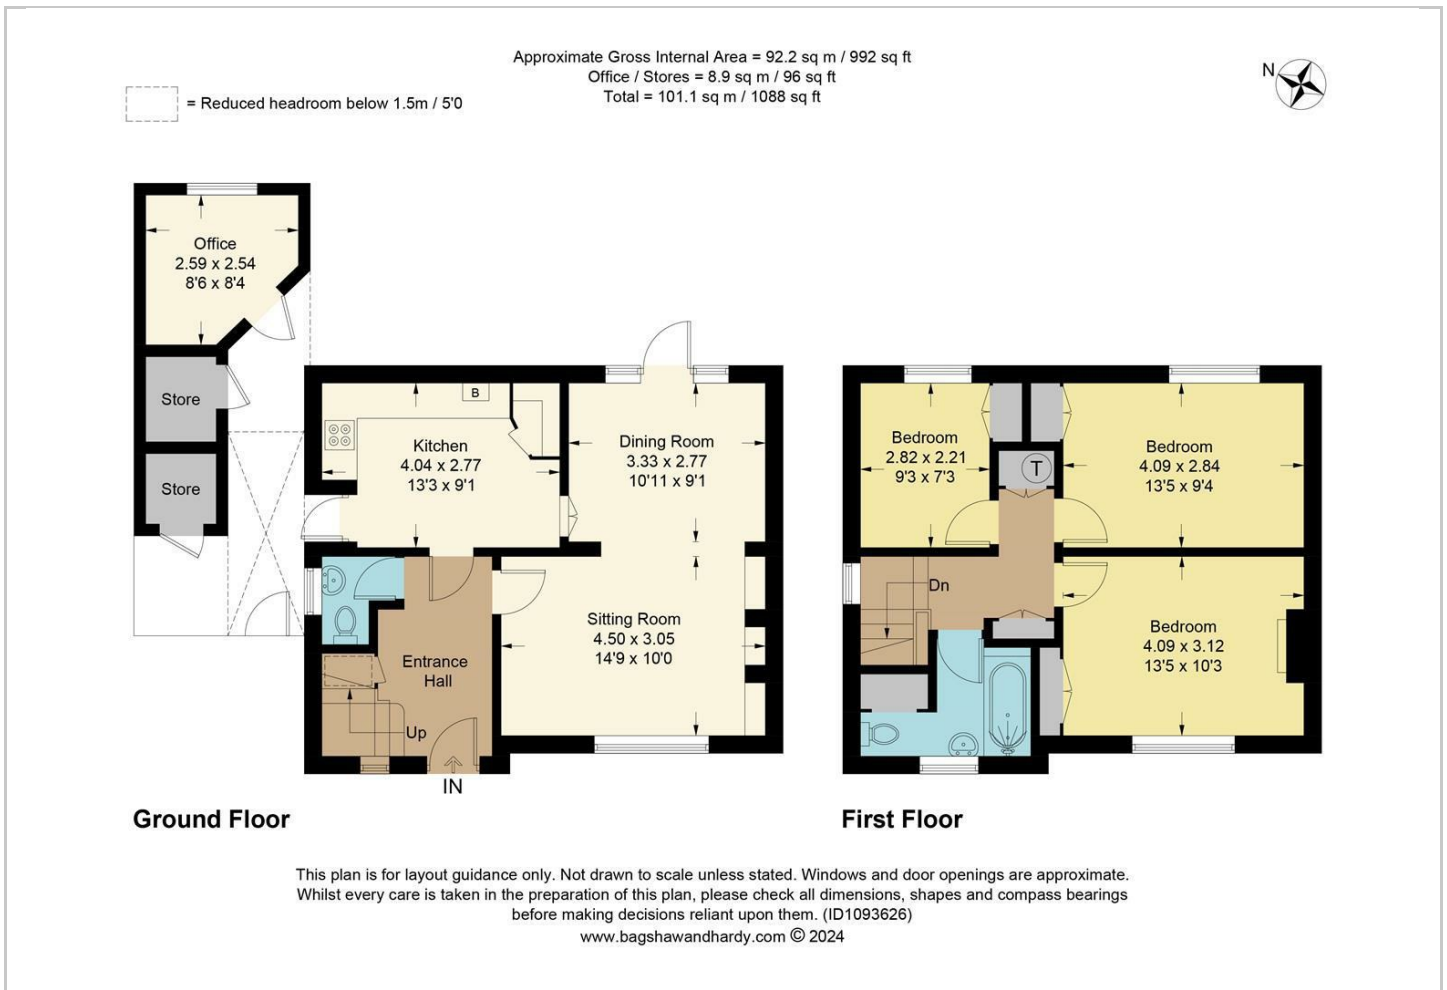 Approximate Gross Internal Area = 92.2 sq m / 992 sq ft
Office / Stores = 8.9 sq m / 96 sq ft
Total = 101.1 sq m / 1088 sq ft
= Reduced headroom below 1.5m / 5'0
N
Office
2.59 x 2.54
8'6 x 8'4
Store
Store
Kitchen
4.04 x 2.77
13'3 x 9'1
B
Dining Room
3.33 x 2.77
10'11 x 9'1
Sitting Room
4.50 x 3.05
14'9 x 10'0
Entrance
Hall
Up
IN
Ground Floor
Bedroom
2.82 x 2.21
9'3 x 7'3
T
Bedroom
4.09 x 2.84
13'5 x 9'4
Dn
Bedroom
4.09 x 3.12
13'5 x 10'3
First Floor
This plan is for layout guidance only. Not drawn to scale unless stated. Windows and door openings are approximate.
Whilst every care is taken in the preparation of this plan, please check all dimensions, shapes and compass bearings
before making decisions reliant upon them. (ID1093626)
www.bagshawandhardy.com © 2024